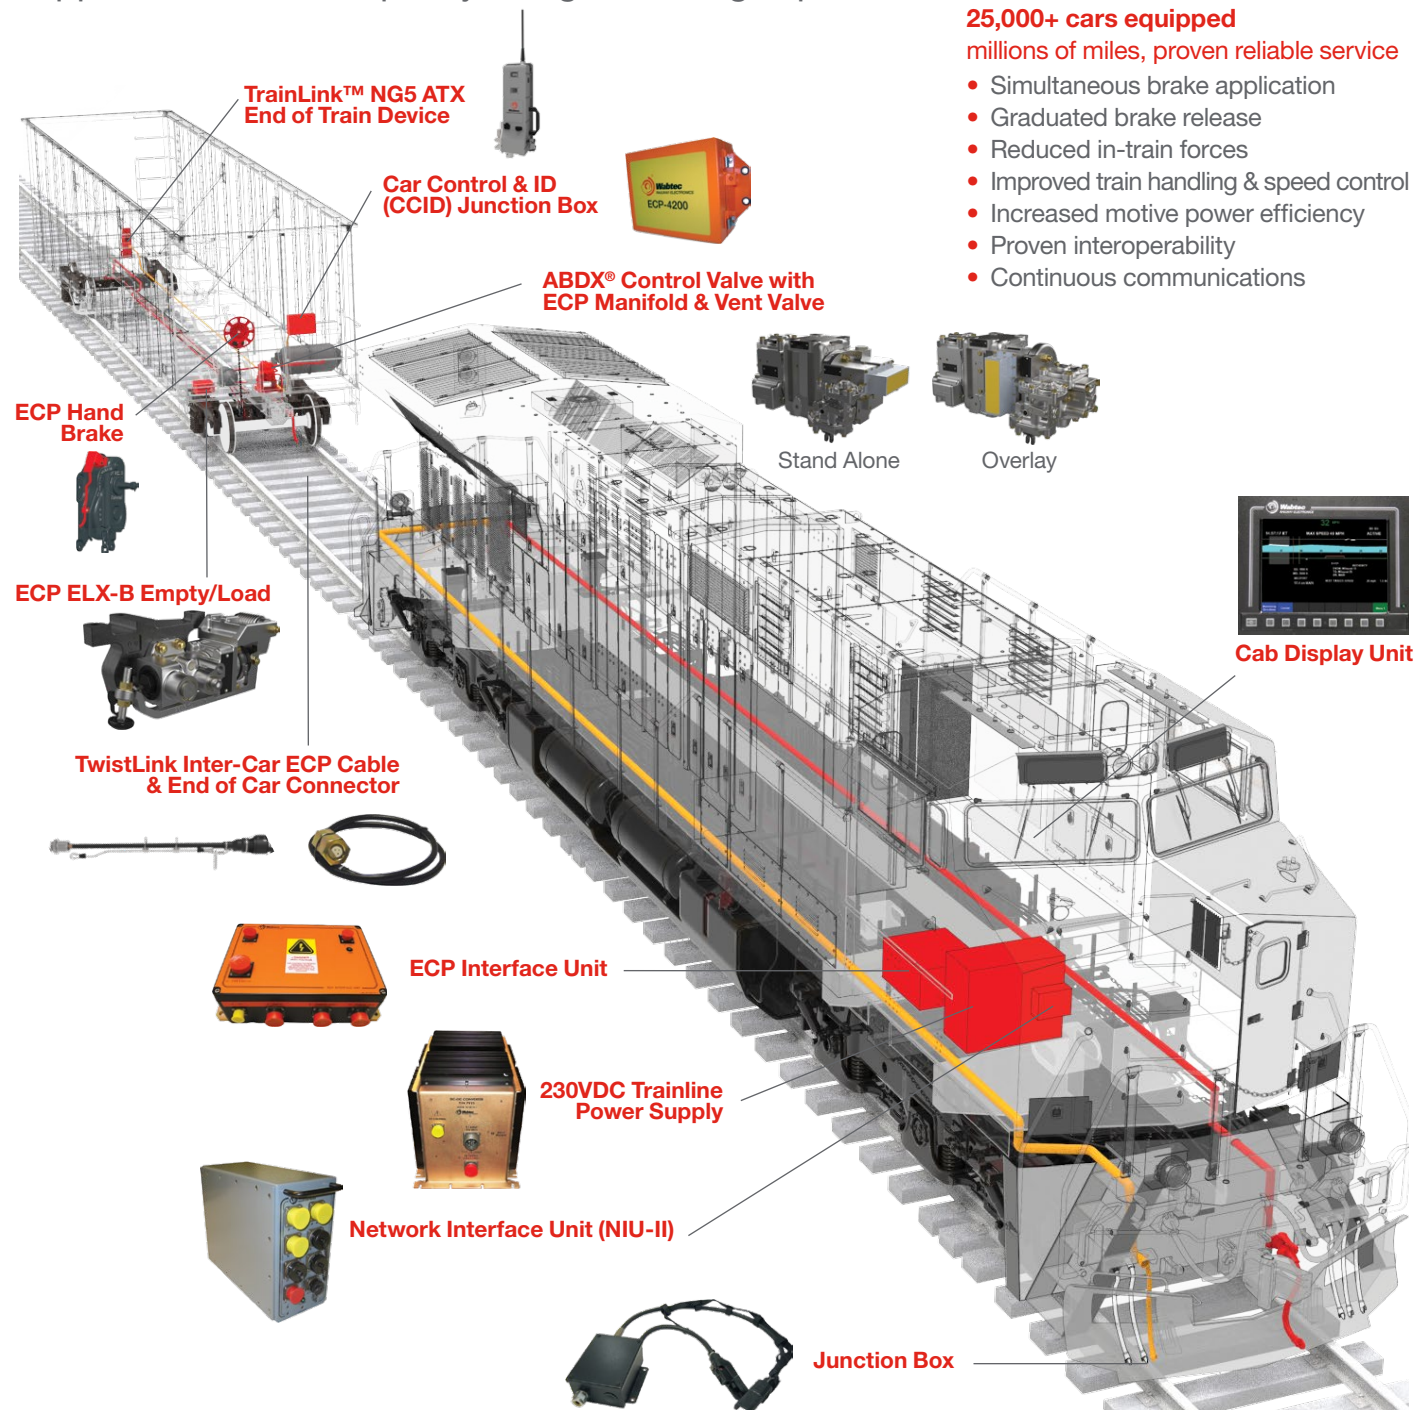 25,000+ cars equipped
millions of miles, proven reliable service
• Simultaneous brake application
• Graduated brake release
• Reduced in-train forces
• Improved train handling & speed control
• Increased motive power efficiency
• Proven interoperability
• Continuous communications
TrainLink™ NG5 ATX
End of Train Device
Car Control & ID
(CCID) Junction Box
Wabtec
ECP-4200
ABDX® Control Valve with
ECP Manifold & Vent Valve
Stand Alone
Overlay
ECP Hand
Brake
ECP ELX-B Empty/Load
Wabtec
32
ACTIVE
Cab Display Unit
TwistLink Inter-Car ECP Cable
& End of Car Connector
ECP Interface Unit
230VDC Trainline
Power Supply
Wabtec
Network Interface Unit (NIU-II)
Junction Box